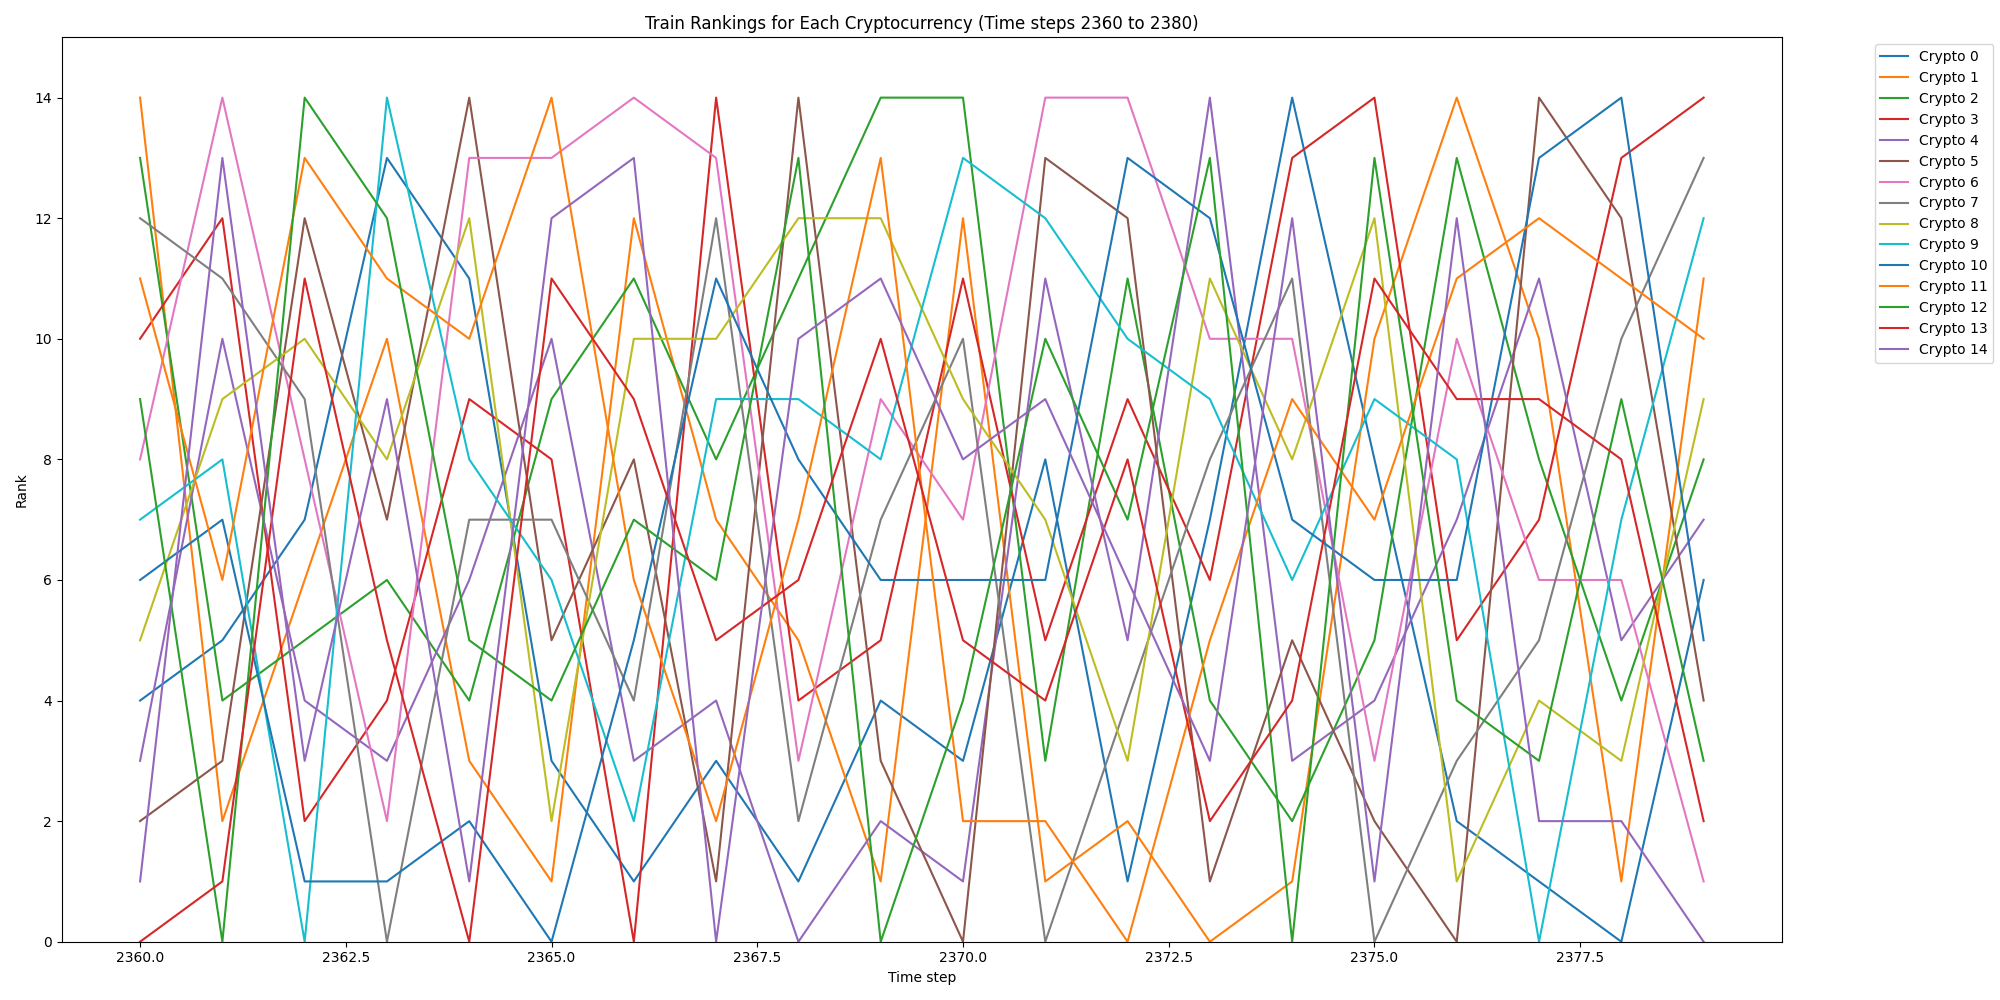 Train Rankings for Each Cryptocurrency (Time steps 2360 to 2380)
Rank
14
12
10
8
6
4
2
0
2360.0 2362.5 2365.0 2367.5 2370.0 2372.5 2375.0 2377.5
Time step
Crypto 0
Crypto 1
Crypto 2
Crypto 3
Crypto 4
Crypto 5
Crypto 6
Crypto 7
Crypto 8
Crypto 9
Crypto 10
Crypto 11
Crypto 12
Crypto 13
Crypto 14